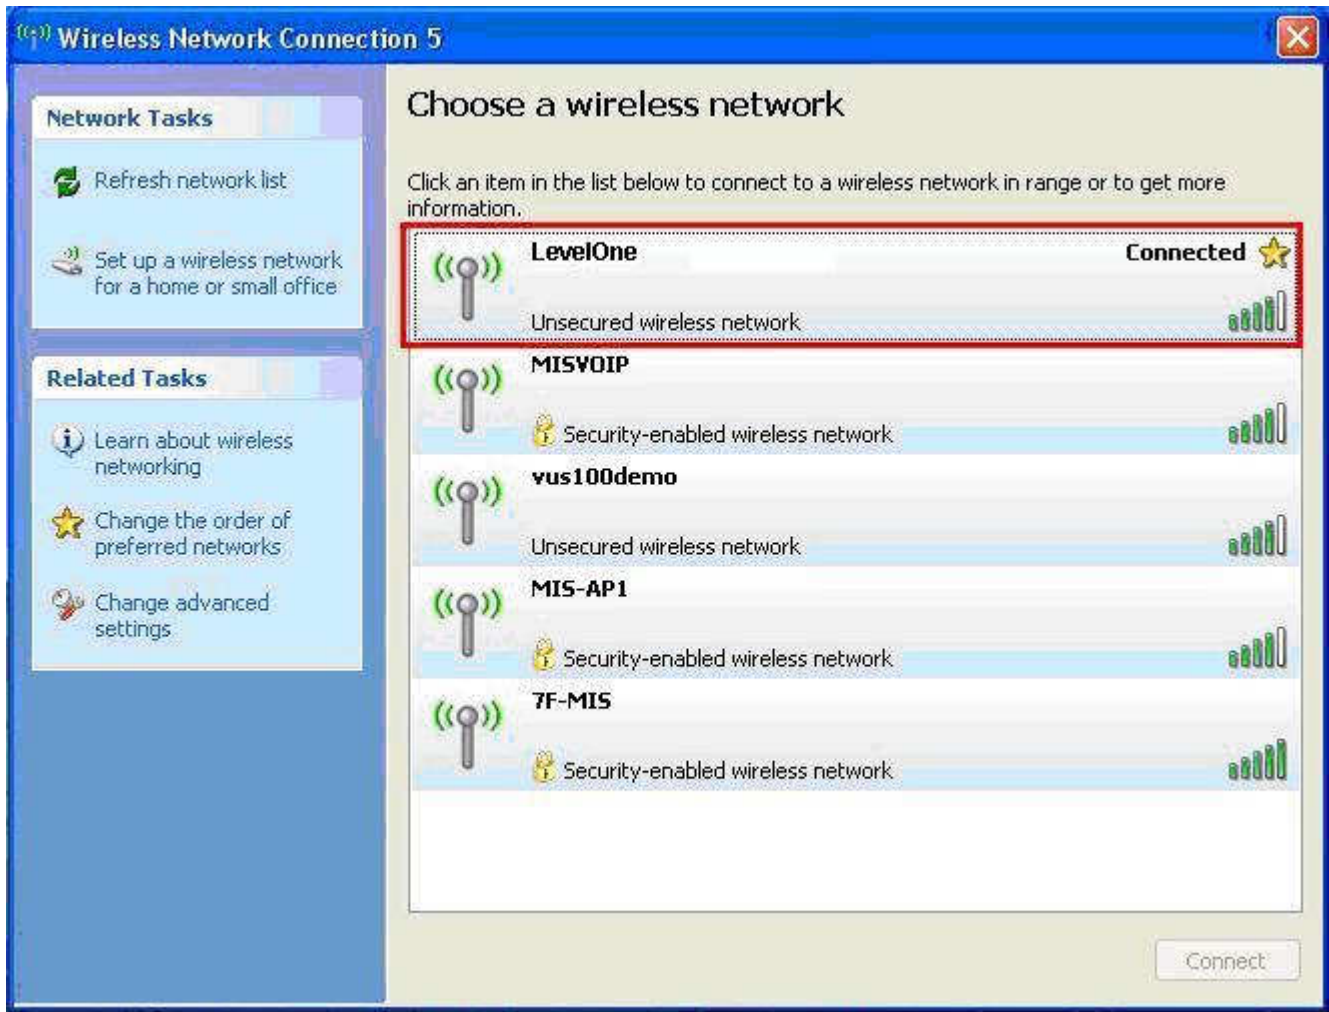 Wireless Network Connection 5
Network Tasks
Refresh network list
Set up a wireless network
for a home or small office
Related Tasks
Learn about wireless
networking
Change the order of
preferred networks
Change advanced
settings
Choose a wireless network
Click an item in the list below to connect to a wireless network in range or to get more
information.
LevelOne
Connected
Unsecured wireless network
MISVOIP
Security-enabled wireless network
vus100demo
Unsecured wireless network
MIS-AP1
Security-enabled wireless network
7F-MIS
Security-enabled wireless network
Connect